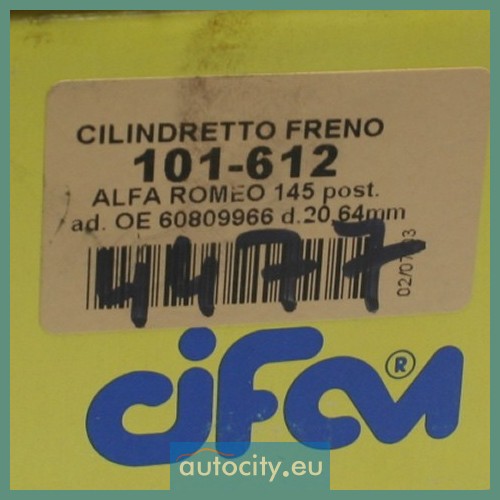 CILINDRETTO FRENO
101-612
ALFA ROMEO 145 post.
ad. OE 60809966 d.20,64mm
4477
cifam®
autocity.eu